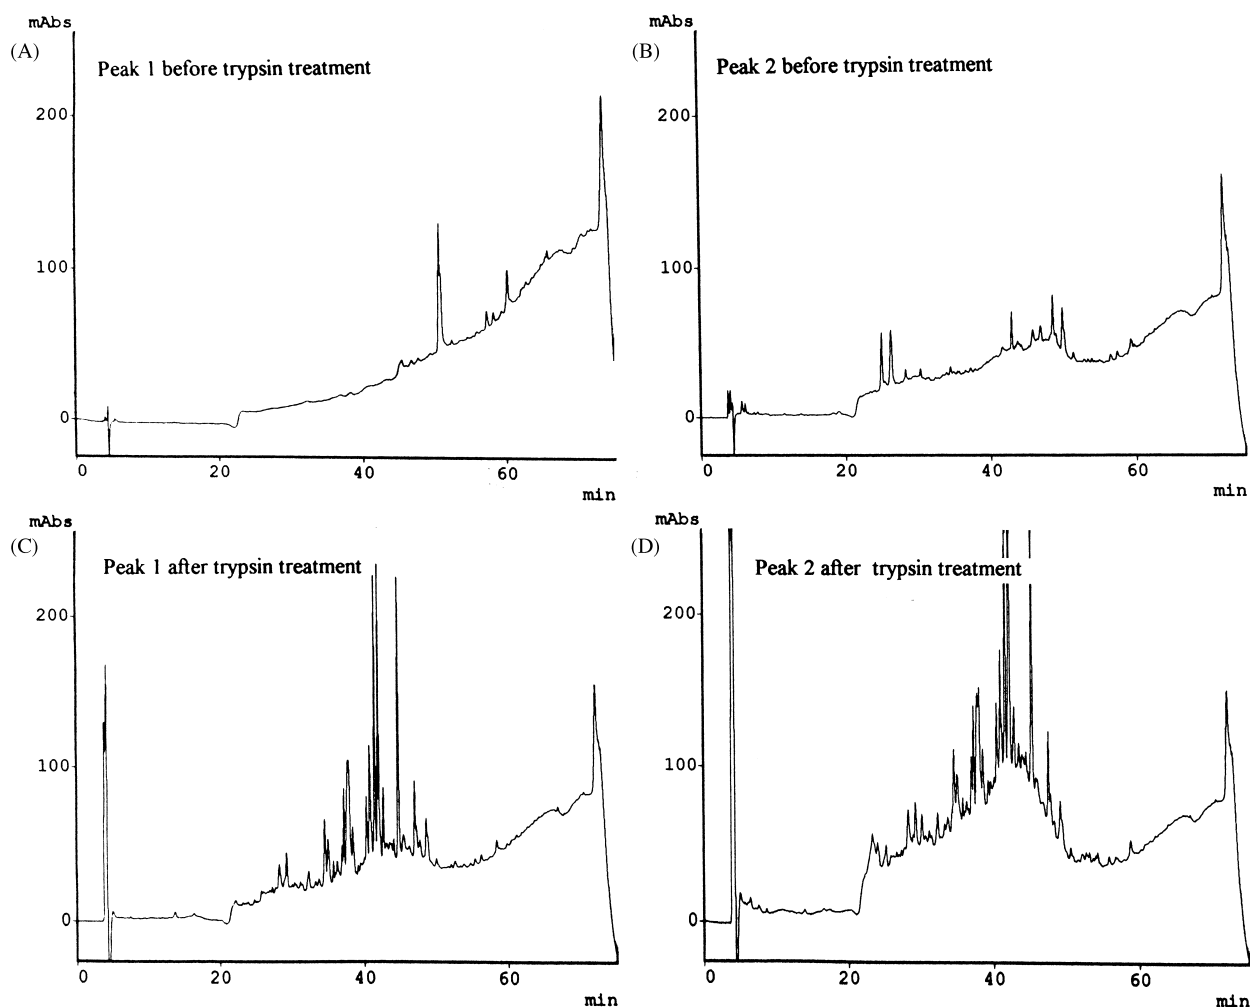 mAbs
(A)
Peak 1 before trypsin treatment
200
100
0
0 20 40 60
min
mAbs
(B)
Peak 2 before trypsin treatment
200
100
0
0 20 40 60
min
mAbs
(C)
Peak 1 after trypsin treatment
200
100
0
0 20 40 60
min
mAbs
(D)
Peak 2 after trypsin treatment
200
100
0
0 20 40 60
min